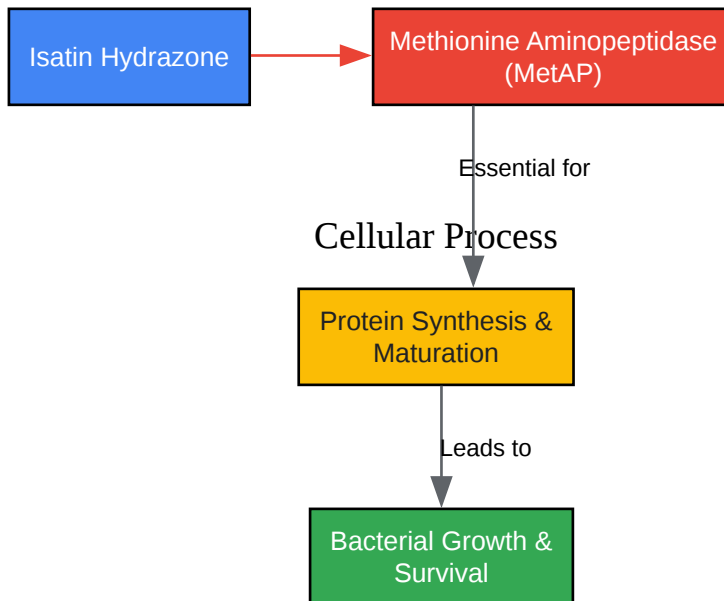 Isatin Hydrazone
Methionine Aminopeptidase
(MetAP)
Essential for
Cellular Process
Protein Synthesis &
Maturation
Leads to
Bacterial Growth &
Survival